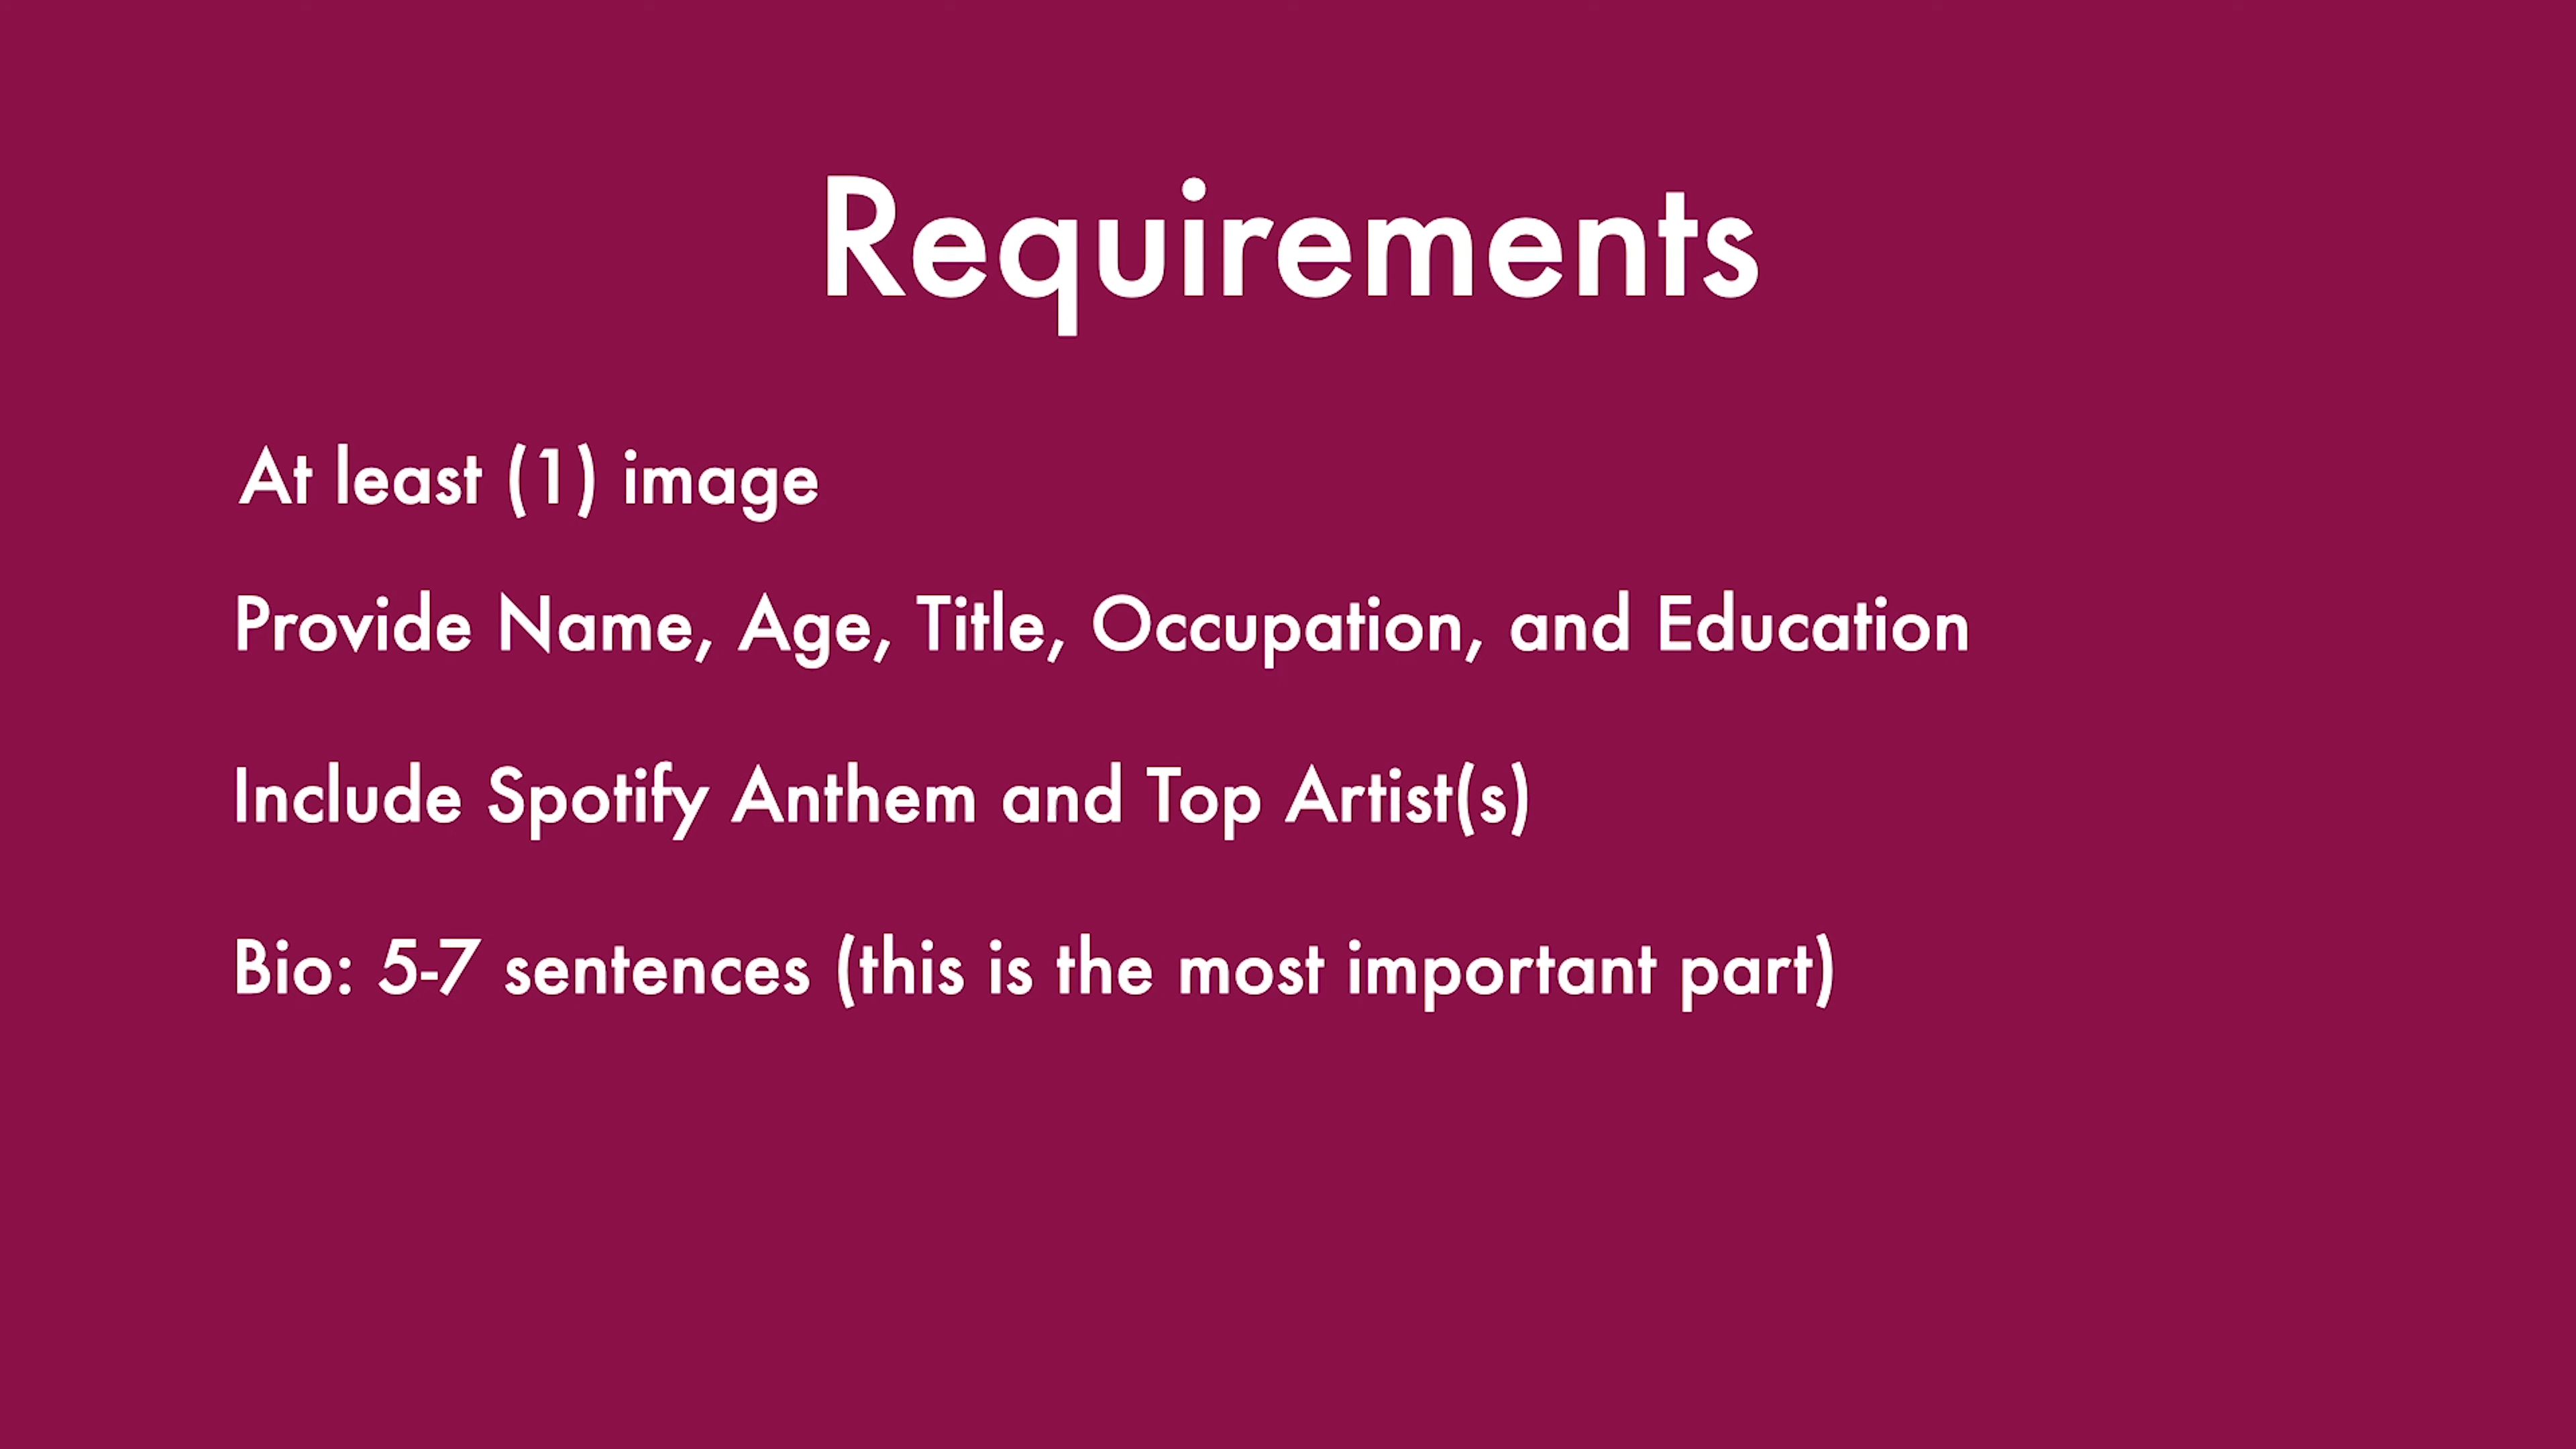 Requirements
At least (1) image
Provide Name, Age, Title, Occupation, and Education
Include Spotify Anthem and Top Artist(s)
Bio: 5-7 sentences (this is the most important part)